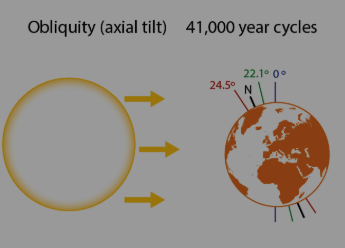 Obliquity (axial tilt) 41,000 year cycles
22.1° 0°
24.5° N